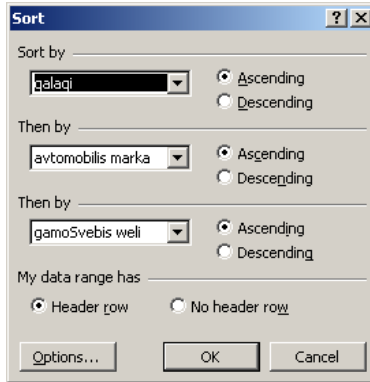 Sort
Sort by
galaqi
Ascending
Descending
Then by
avtomobilis marka
Ascending
Descending
Then by
gamoSvebis weli
Ascending
Descending
My data range has
Header row
No header row
Options...
OK
Cancel